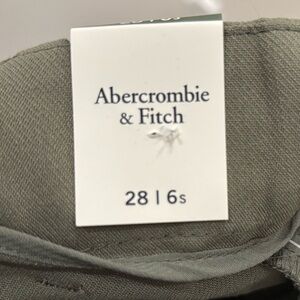 Abercrombie
& Fitch
28 | 6s